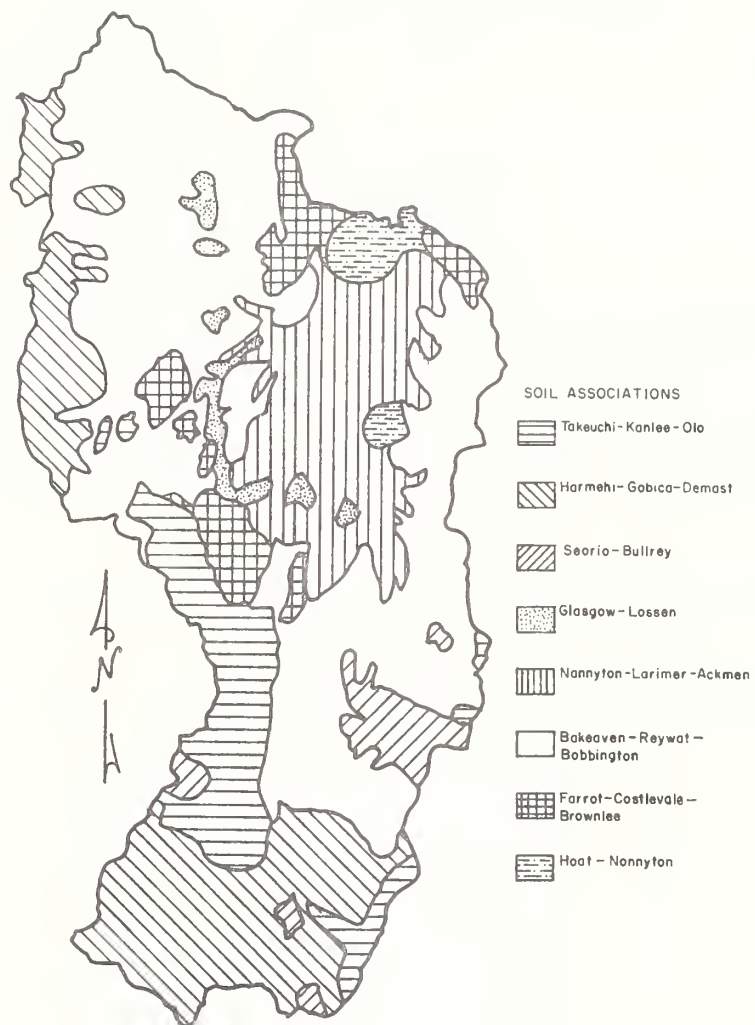 SOIL ASSOCIATIONS
Takeuchi-Kanlee-Olo
Harmehi-Gobica-Demast
Seorio-Bullrey
Glasgow-Lossen
Nannyton-Larimer-Ackmen
Bakeaven-Reywat-
Bobbington
Farrot-Castlevale-
Brownlee
Hoat-Nonnyton
N